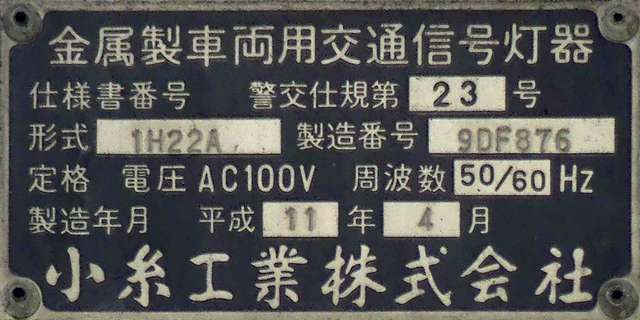 金属製車両用交通信号灯器
仕様書番号 警交仕規第 23 号
形式 1H22A 製造番号 9DF876
定格 電圧 AC100V 周波数 50/60 Hz
製造年月 平成 11 年 4 月
小糸工業株式会社